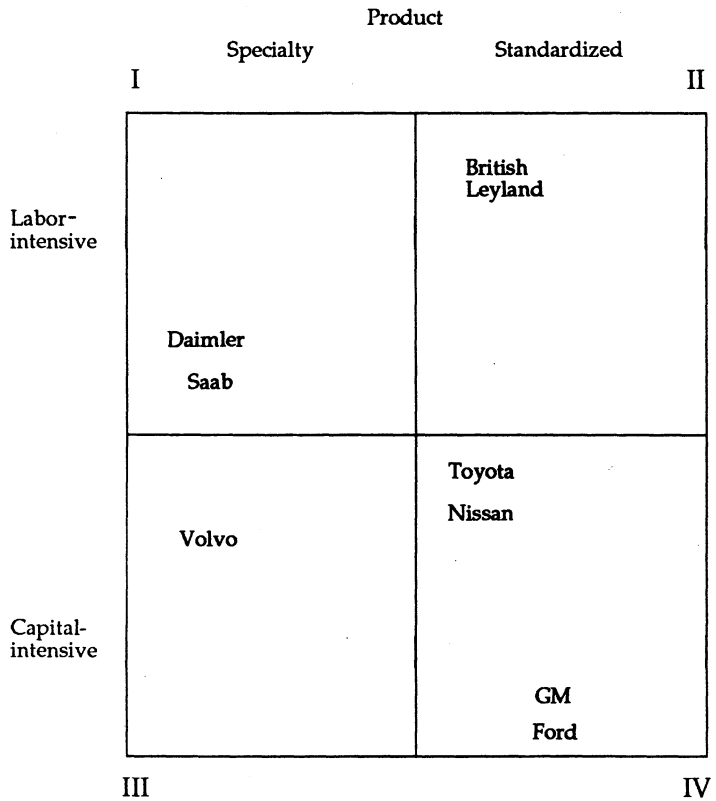 Product
Specialty Standardized
I II
British
Leyland
Labor-
intensive
Daimler
Saab
Toyota
Nissan
Volvo
Capital-
intensive
GM
Ford
III IV